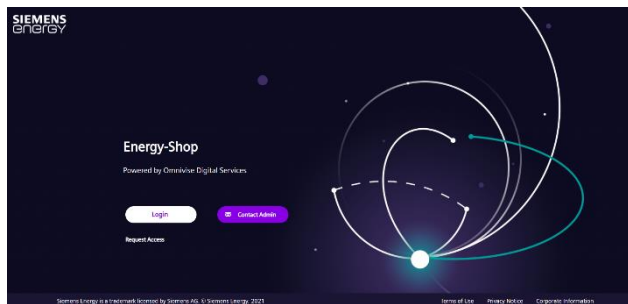 SIEMENS
energy
Energy-Shop
Powered by Omnivise Digital Services
Login
Contact Admin
Request Access
Siemens Energy is a trademark licensed by Siemens AG. © Siemens Energy, 2021
Terms of Use Privacy Notice Corporate Information